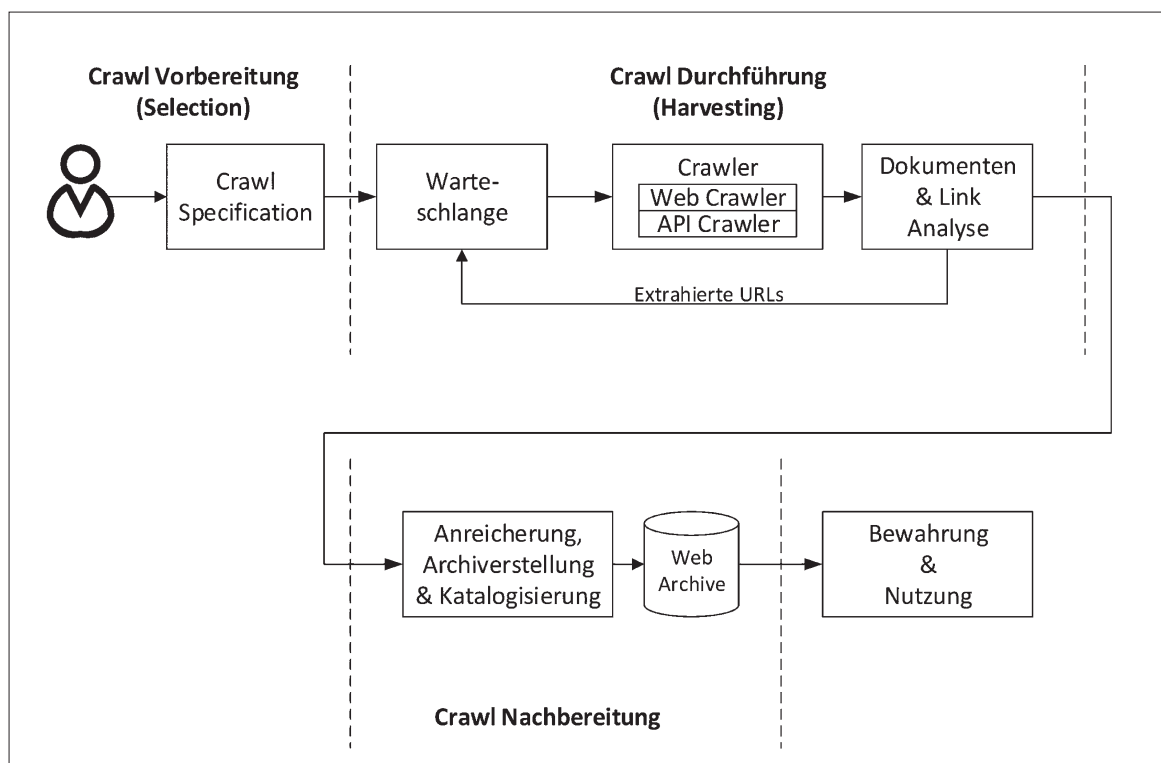 Crawl Vorbereitung
(Selection)
Crawl Durchführung
(Harvesting)
Crawl
Specification
Warte-
schlange
Crawler
Web Crawler
API Crawler
Dokumenten
& Link
Analyse
Extrahierte URLs
Anreicherung,
Archiverstellung
& Katalogisierung
Web
Archive
Bewahrung
&
Nutzung
Crawl Nachbereitung